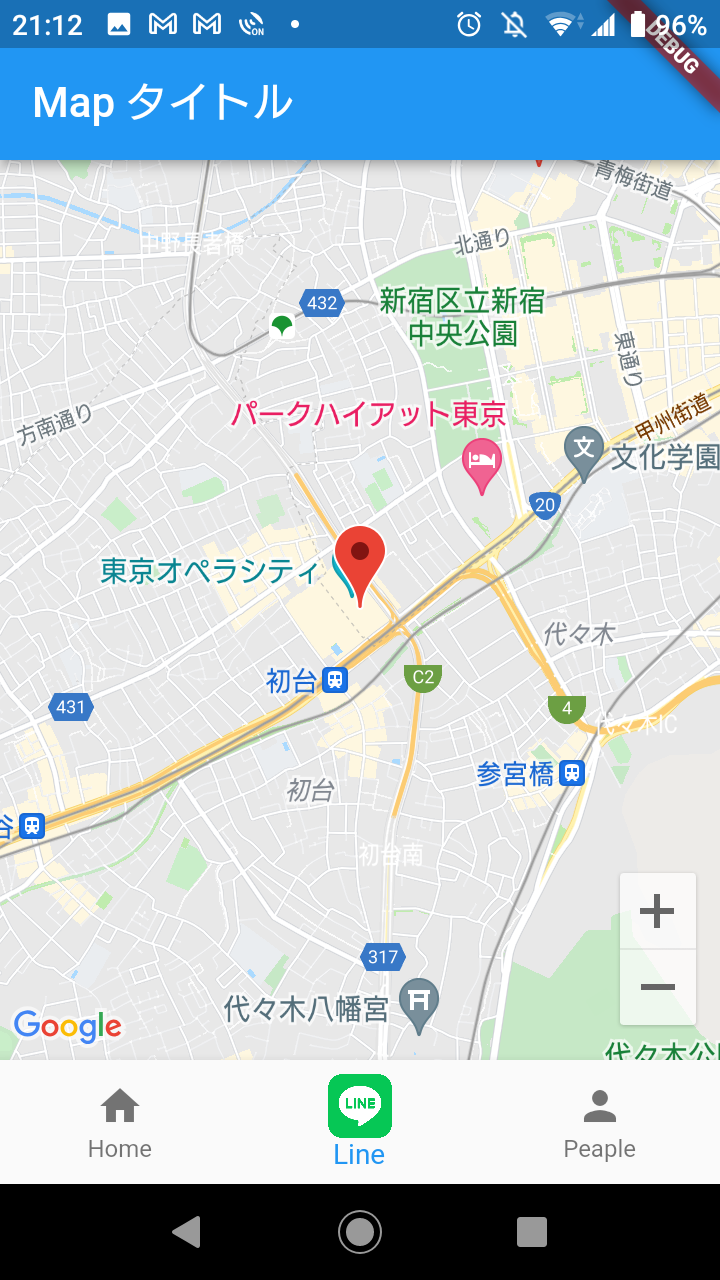 21:12
ON
96%
DEBUG
Map タイトル
青梅街道
北通り
中野長者橋
432
新宿区立新宿
中央公園
東通り
方南通り
パークハイアット東京
甲州街道
文
文化学園
20
東京オペラシティ
代々木
初台
C2
431
4
代々木IC
参宮橋
初台
谷
初台南
317
代々木八幡宮
Google
代々木公
LINE
Home
Line
Peaple